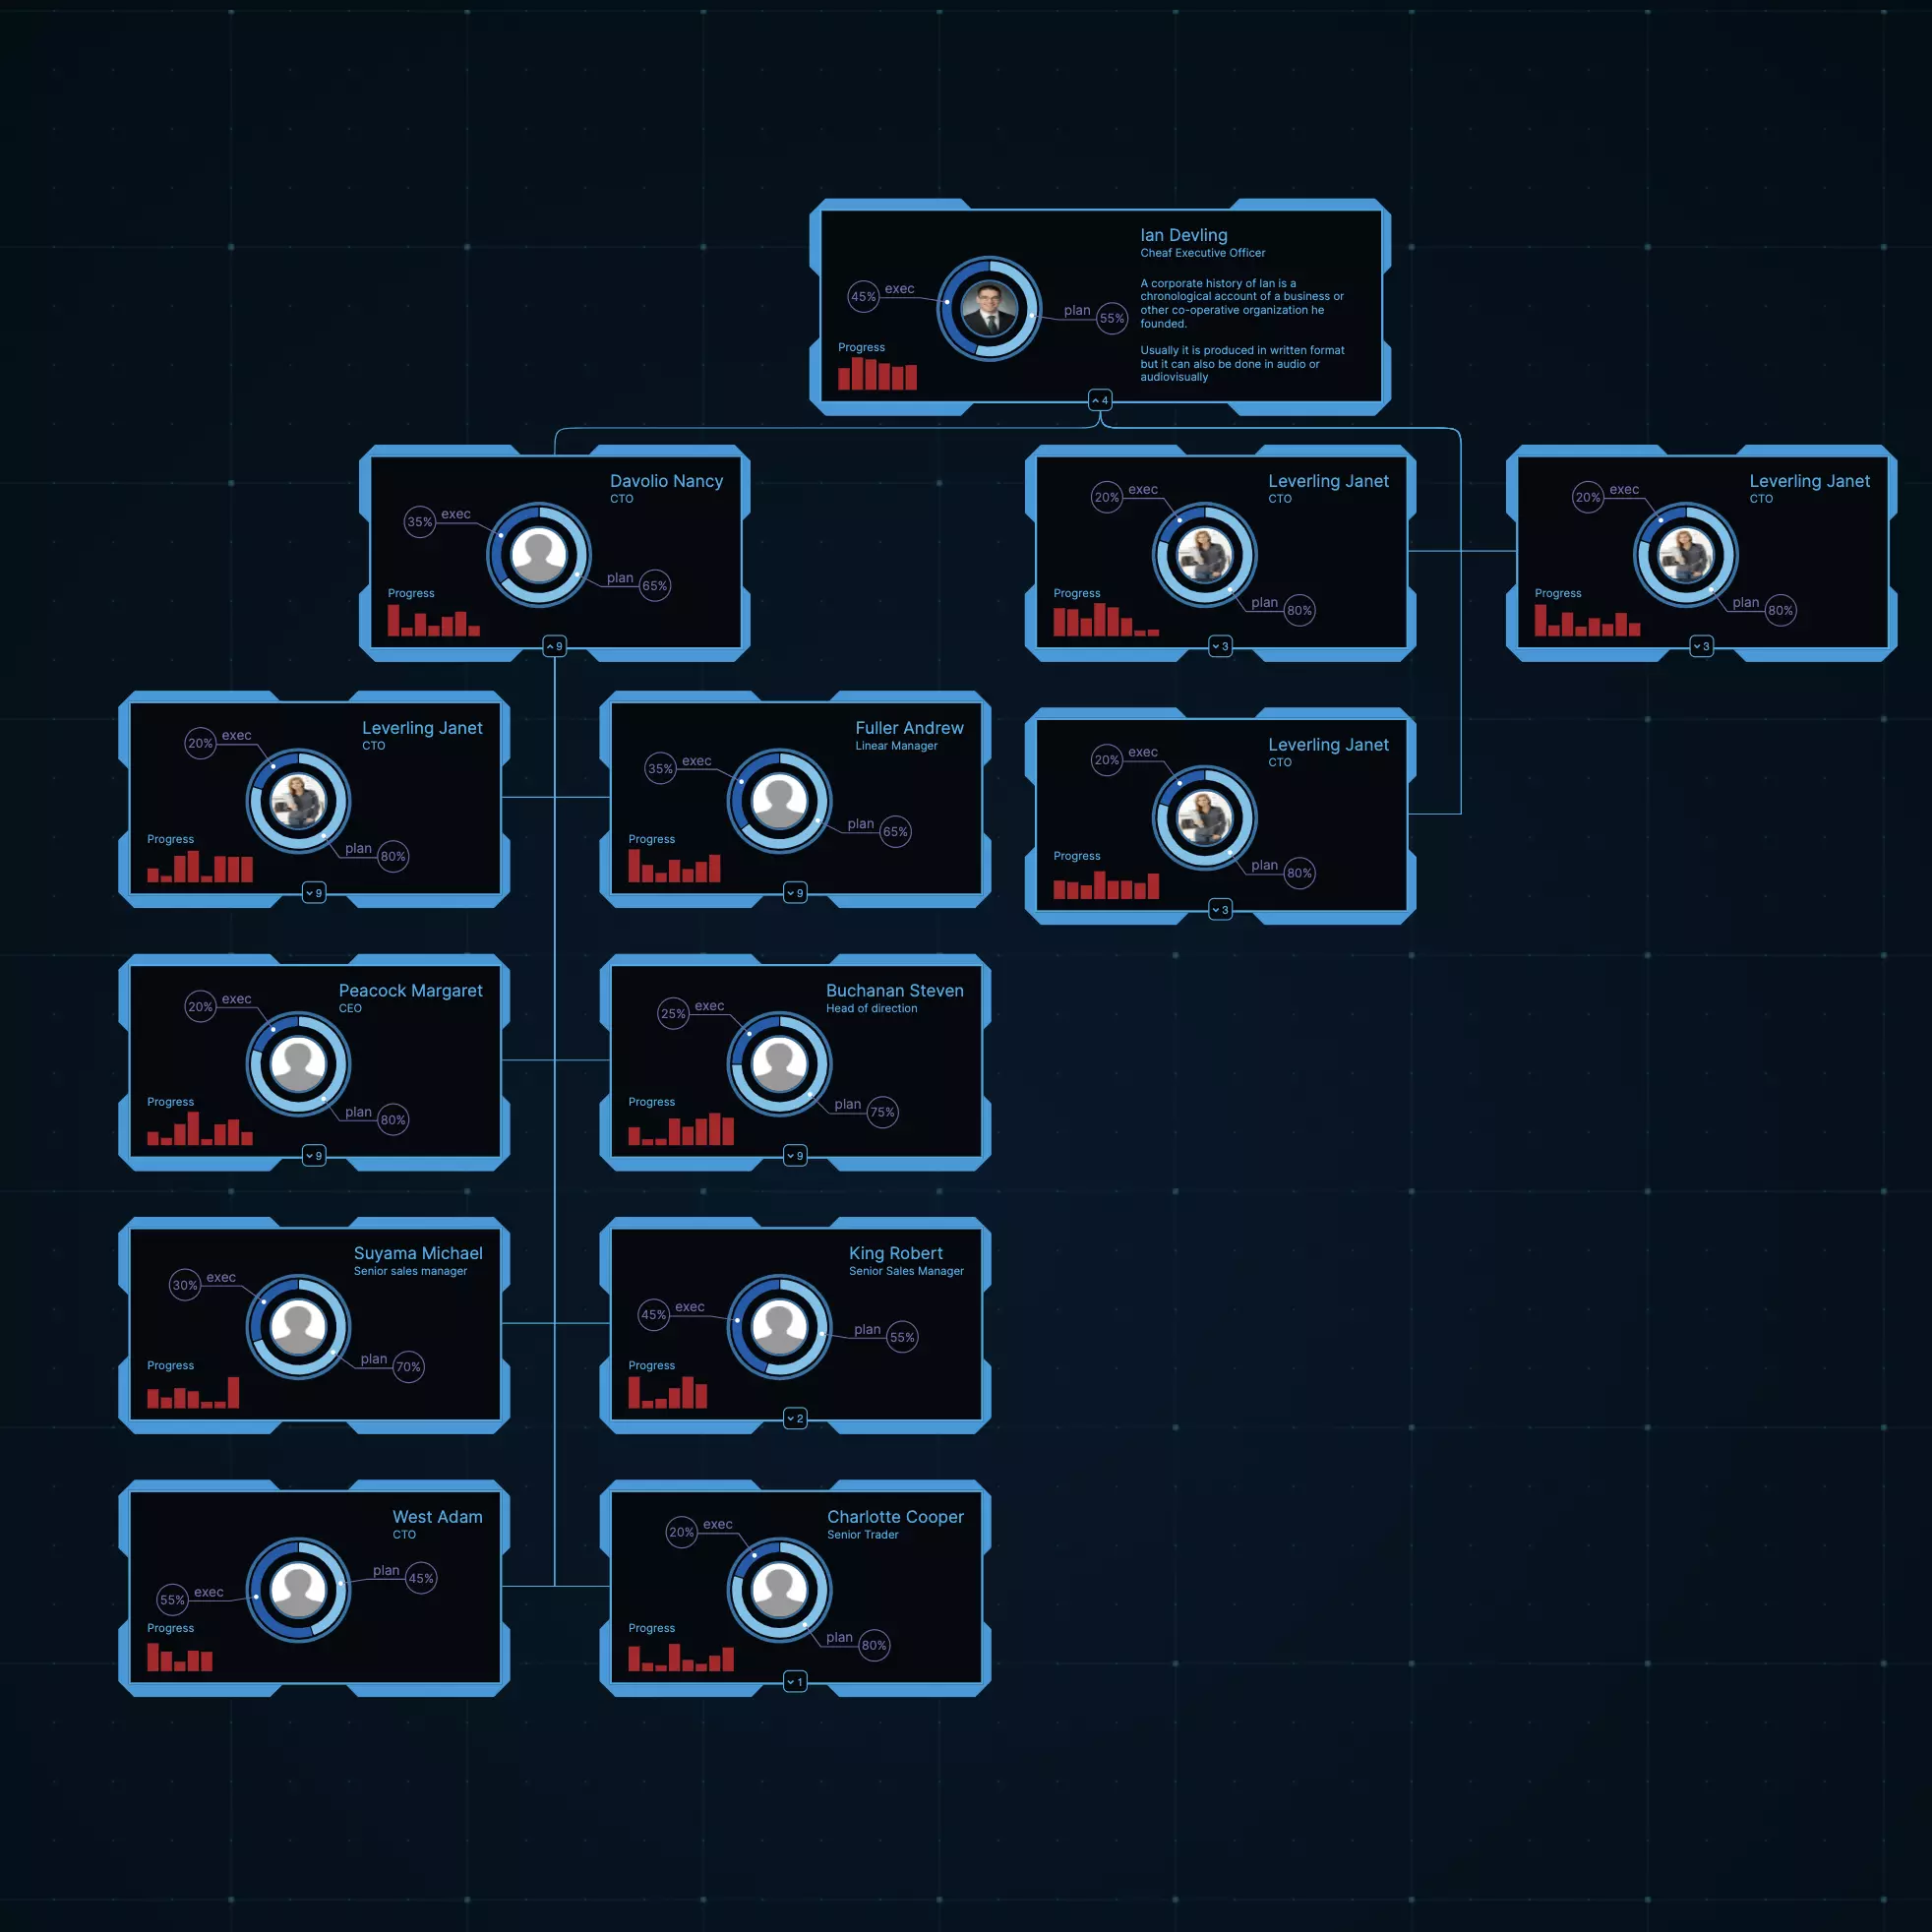 Ian Devling
Cheaf Executive Officer
A corporate history of Ian is a
chronological account of a business or
other co-operative organization he
founded.
Usually it is produced in written format
but it can also be done in audio or
audiovisually
45% exec
plan 55%
Progress
4
Davolio Nancy
CTO
35% exec
plan 65%
Progress
9
Leverling Janet
CTO
20% exec
plan 80%
Progress
3
Leverling Janet
CTO
20% exec
plan 80%
Progress
3
Leverling Janet
CTO
20% exec
plan 80%
Progress
9
Fuller Andrew
Linear Manager
35% exec
plan 65%
Progress
9
Leverling Janet
CTO
20% exec
plan 80%
Progress
3
Peacock Margaret
CEO
20% exec
plan 80%
Progress
9
Buchanan Steven
Head of direction
25% exec
plan 75%
Progress
9
Suyama Michael
Senior sales manager
30% exec
plan 70%
Progress
King Robert
Senior Sales Manager
45% exec
plan 55%
Progress
2
West Adam
CTO
plan 45%
55% exec
Progress
Charlotte Cooper
Senior Trader
20% exec
plan 80%
Progress
1